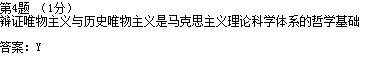 第4题 （1分）
辩证唯物主义与历史唯物主义是马克思主义理论科学体系的哲学基础
答案：Y